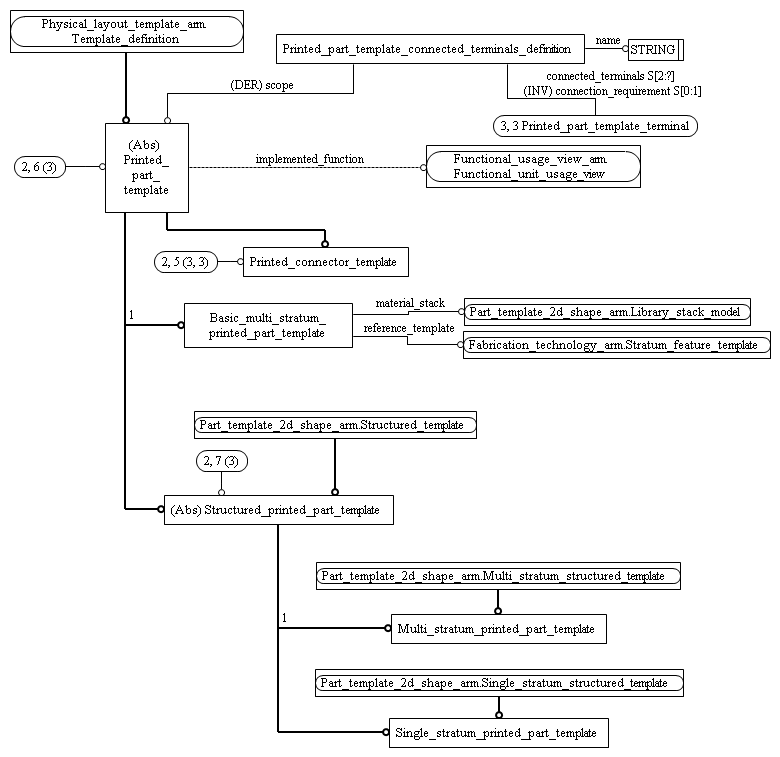 Physical_layout_template_arm.
Template_definition
Printed_part_template_connected_terminals_definition
name
STRING
(DER) scope
connected_terminals S[2:?]
(INV) connection_requirement S[0:1]
3, 3 Printed_part_template_terminal
(Abs)
Printed_
part_
template
2, 6 (3)
implemented_function
Functional_usage_view_arm.
Functional_unit_usage_view
2, 5 (3, 3)
Printed_connector_template
1
Basic_multi_stratum_
printed_part_template
material_stack
Part_template_2d_shape_arm.Library_stack_model
reference_template
Fabrication_technology_arm.Stratum_feature_template
Part_template_2d_shape_arm.Structured_template
2, 7 (3)
(Abs) Structured_printed_part_template
Part_template_2d_shape_arm.Multi_stratum_structured_template
1
Multi_stratum_printed_part_template
Part_template_2d_shape_arm.Single_stratum_structured_template
Single_stratum_printed_part_template